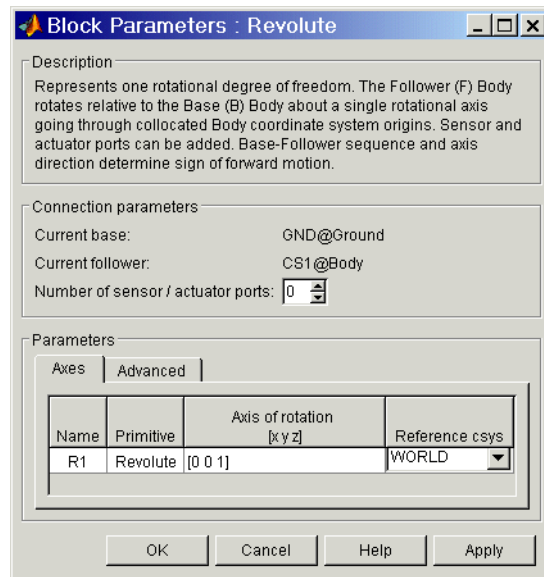 Block Parameters : Revolute
Description
Represents one rotational degree of freedom. The Follower (F) Body
rotates relative to the Base (B) Body about a single rotational axis
going through collocated Body coordinate system origins. Sensor and
actuator ports can be added. Base-Follower sequence and axis
direction determine sign of forward motion.
Connection parameters
Current base: GND@Ground
Current follower: CS1@Body
Number of sensor / actuator ports: 0
Parameters
Axes Advanced
Name Primitive Axis of rotation [x y z] Reference csys
R1 Revolute [0 0 1] WORLD
OK Cancel Help Apply